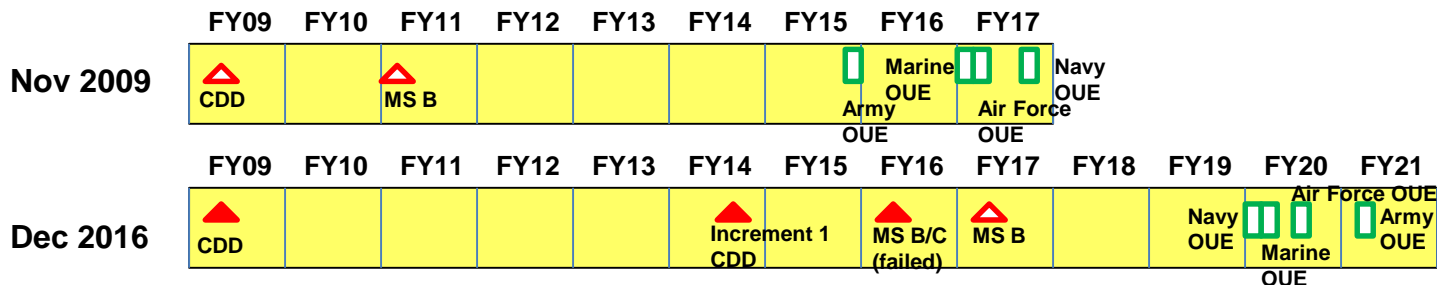 FY09 FY10 FY11 FY12 FY13 FY14 FY15 FY16 FY17
Nov 2009
CDD
MS B
Army
OUE
Marine
OUE
Air Force
OUE
Navy
OUE
FY09 FY10 FY11 FY12 FY13 FY14 FY15 FY16 FY17 FY18 FY19 FY20 FY21
Dec 2016
CDD
Increment 1
CDD
MS B/C
(failed)
MS B
Navy
OUE
Marine
OUE
Air Force OUE
Army
OUE